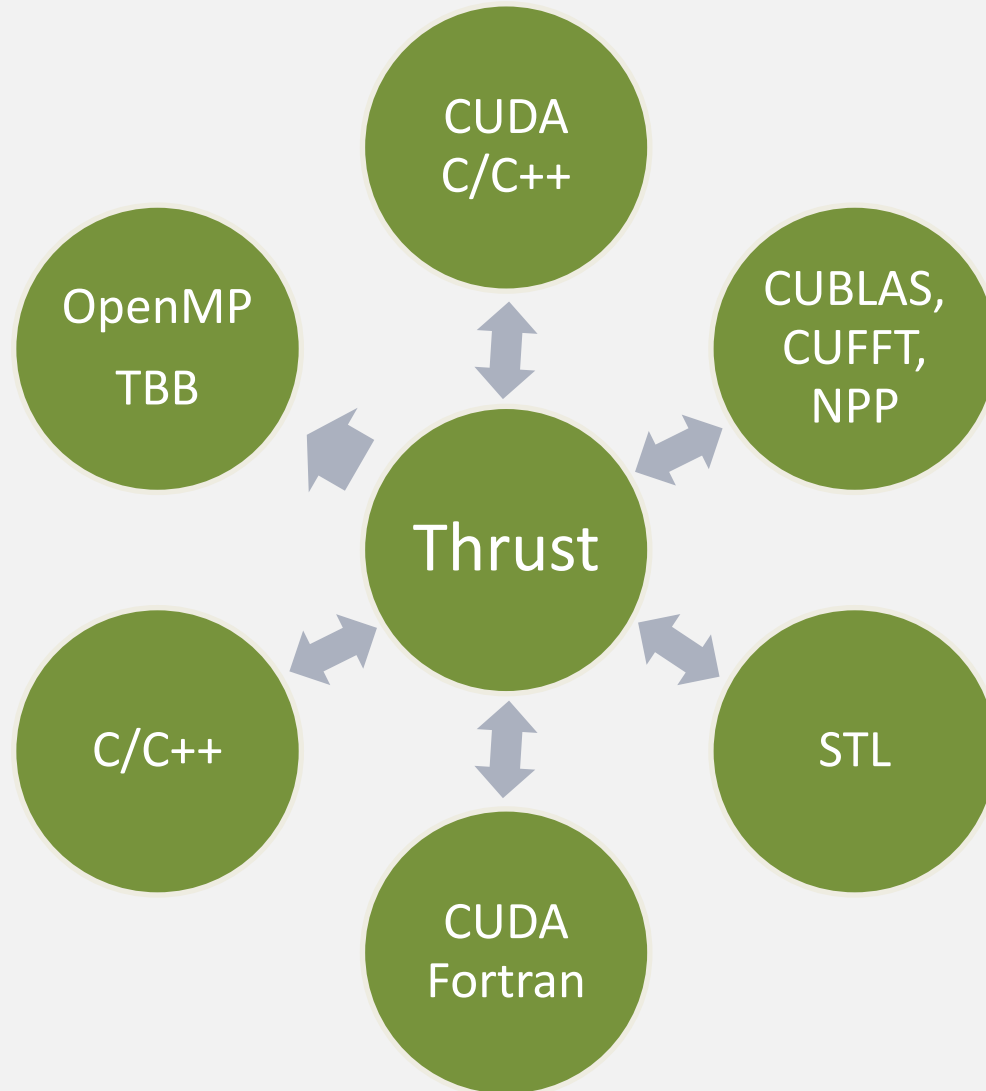 CUDA
C/C++
OpenMP
TBB
CUBLAS,
CUFFT,
NPP
Thrust
C/C++
STL
CUDA
Fortran